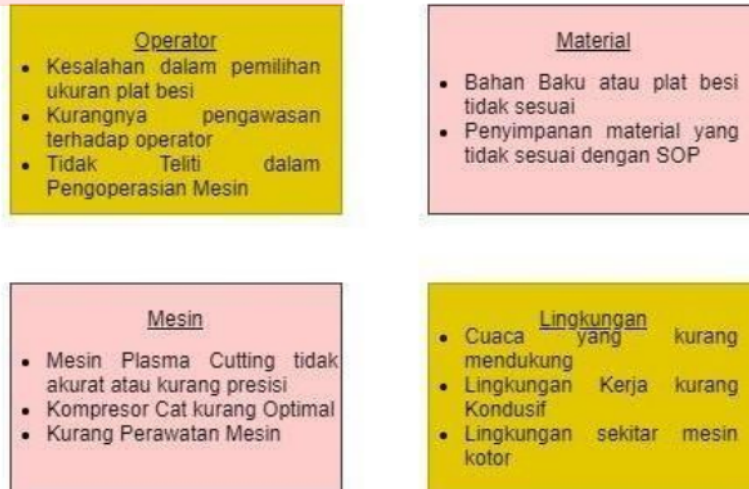 Operator
• Kesalahan dalam pemilihan
ukuran plat besi
• Kurangnya pengawasan
terhadap operator
• Tidak Teliti dalam
Pengoperasian Mesin
Material
• Bahan Baku atau plat besi
tidak sesuai
• Penyimpanan material yang
tidak sesuai dengan SOP
Mesin
• Mesin Plasma Cutting tidak
akurat atau kurang presisi
• Kompresor Cat kurang Optimal
• Kurang Perawatan Mesin
Lingkungan
• Cuaca yang kurang
mendukung
• Lingkungan Kerja kurang
Kondusif
• Lingkungan sekitar mesin
kotor